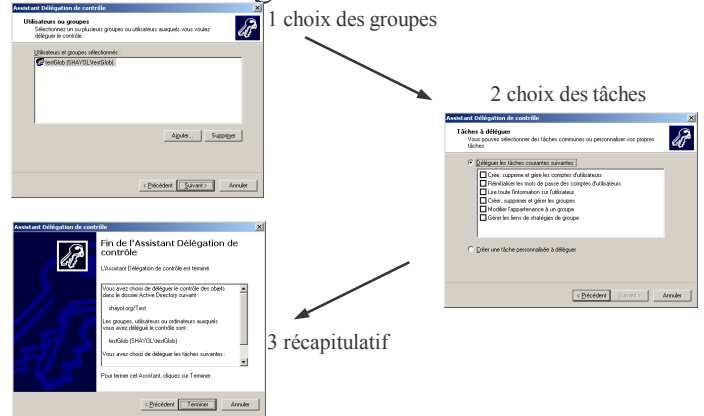 Assistant Délégation de contrôle
Utilisateurs ou groupes
Sélectionnez un ou plusieurs groupes ou utilisateurs auxquels vous voulez
déléguer le contrôle.
Utilisateurs et groupes sélectionnés :
testGlob (SHAYOL\testGlob)
Ajouter...
Supprimer
< Précédent
Suivant >
Annuler
1 choix des groupes
2 choix des tâches
Assistant Délégation de contrôle
Tâches à déléguer
Vous pouvez sélectionner des tâches communes ou personnaliser vos propres
tâches.
Déléguer les tâches courantes suivantes :
Crée, supprime et gère les comptes d'utilisateurs
Réinitialiser les mots de passe des comptes d'utilisateurs
Lire toute l'information sur l'utilisateur
Créer, supprimer et gérer les groupes
Modifier l'appartenance à un groupe
Gérer les liens de stratégies de groupe
Créer une tâche personnalisée à déléguer
< Précédent
Suivant >
Annuler
Assistant Délégation de contrôle
Fin de l'Assistant Délégation de
contrôle
L'Assistant Délégation de contrôle est terminé.
Vous avez choisi de déléguer le contrôle des objets
dans le dossier Active Directory suivant :
shayol.org/Test
Les groupes, utilisateurs ou ordinateurs auxquels
vous avez délégué le contrôle sont :
testGlob (SHAYOL\testGlob)
Vous avez choisi de déléguer les tâches suivantes :
Pour fermer cet Assistant, cliquez sur Terminer.
< Précédent
Terminer
Annuler
3 récapitulatif